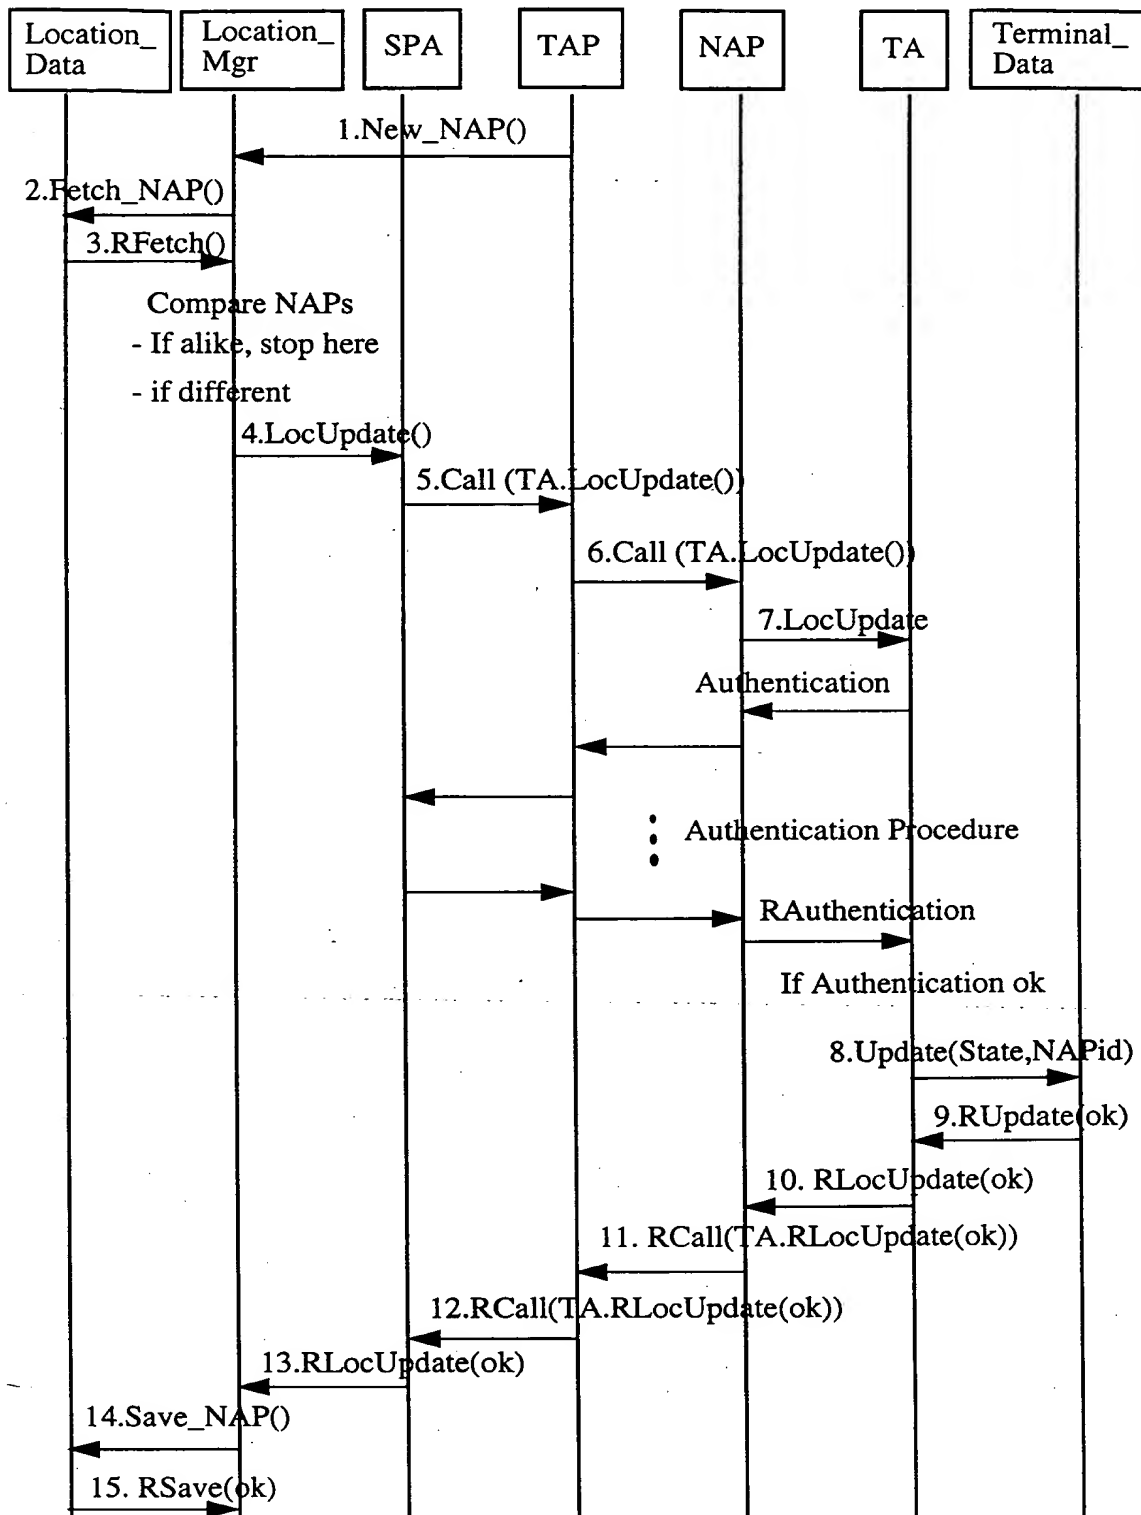 Location_
Data
Location_
Mgr
SPA
TAP
NAP
TA
Terminal_
Data
1.New_NAP()
2.Fetch_NAP()
3.RFetch()
Compare NAPs
- If alike, stop here
- if different
4.LocUpdate()
5.Call (TA.LocUpdate())
6.Call (TA.LocUpdate())
7.LocUpdate
Authentication
Authentication Procedure
RAuthentication
If Authentication ok
8.Update(State,NAPid)
9.RUpdate(ok)
10. RLocUpdate(ok)
11. RCall(TA.RLocUpdate(ok))
12.RCall(TA.RLocUpdate(ok))
13.RLocUpdate(ok)
14.Save_NAP()
15. RSave(ok)